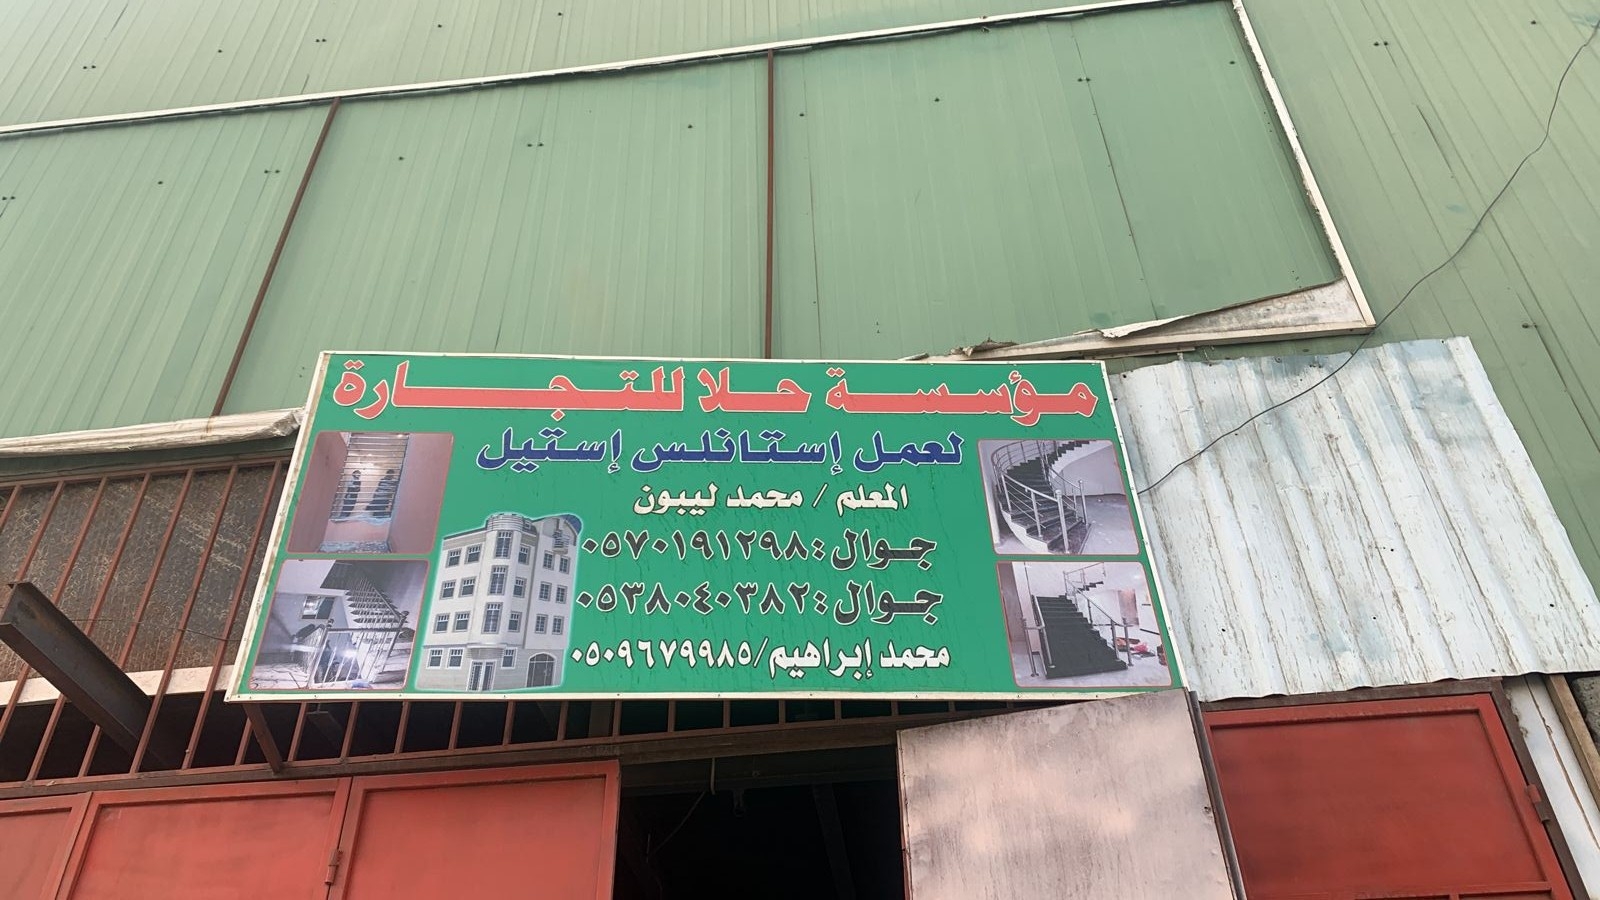 مؤسسة حلا للتجارة
لعمل إستانلس إستيل
المعلم / محمد ليبون
جوال : ٠٥٧٠١٩١٢٩٨
جوال : ٠٥٣٨٠٤٠٣٨٢
محمد إبراهيم/٠٥٠٩٦٧٩٩٨٥